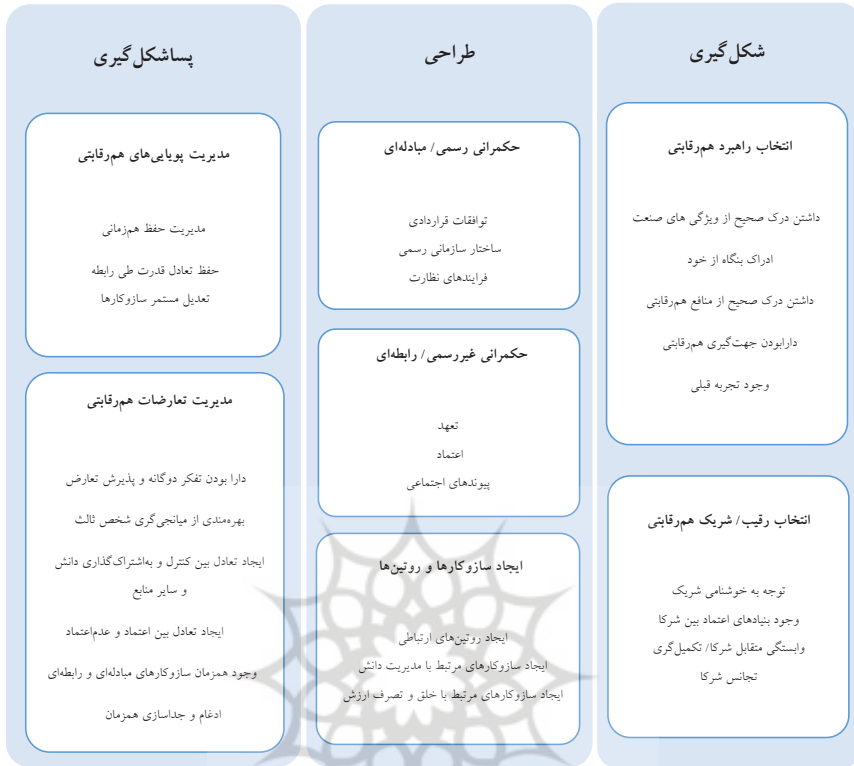 شکل‌گیری
انتخاب راهبرد هم‌رقابتی
داشتن درک صحیح از ویژگی های صنعت
ادراک بنگاه از خود
داشتن درک صحیح از منافع هم‌رقابتی
دارابودن جهت‌گیری هم‌رقابتی
وجود تجربه قبلی
انتخاب رقیب/ شریک هم‌رقابتی
توجه به خوشنامی شریک
وجود بنیادهای اعتماد بین شرکا
وابستگی متقابل شرکا/ تکمیل‌گری
تجانس شرکا
طراحی
حکمرانی رسمی/ مبادله‌ای
توافقات قراردادی
ساختار سازمانی رسمی
فرایندهای نظارت
حکمرانی غیررسمی/ رابطه‌ای
تعهد
اعتماد
پیوندهای اجتماعی
ایجاد سازوکارها و روتین‌ها
ایجاد روتین‌های ارتباطی
ایجاد سازوکارهای مرتبط با مدیریت دانش
ایجاد سازوکارهای مرتبط با خلق و تصرف ارزش
پساشکل‌گیری
مدیریت پویایی‌های هم‌رقابتی
مدیریت حفظ هم‌زمانی
حفظ تعادل قدرت طی رابطه
تعدیل مستمر سازوکارها
مدیریت تعارضات هم‌رقابتی
دارا بودن تفکر دوگانه و پذیرش تعارض
بهره‌مندی از میانجی‌گری شخص ثالث
ایجاد تعادل بین کنترل و به‌اشتراک‌گذاری دانش
و سایر منابع
ایجاد تعادل بین اعتماد و عدم‌اعتماد
وجود همزمان سازوکارهای مبادله‌ای و رابطه‌ای
ادغام و جداسازی همزمان